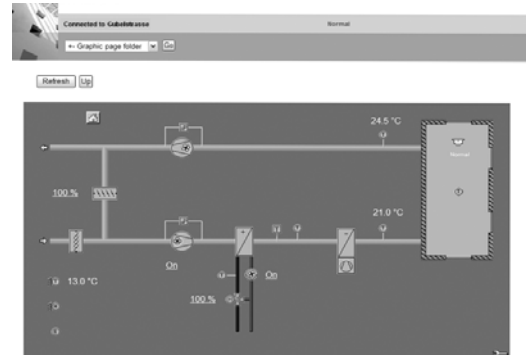 Connected to Gubelstrasse
Normal
+- Graphic page folder
Go
Refresh
Up
24.5 °C
Normal
100 %
21.0 °C
On
On
13.0 °C
100 %